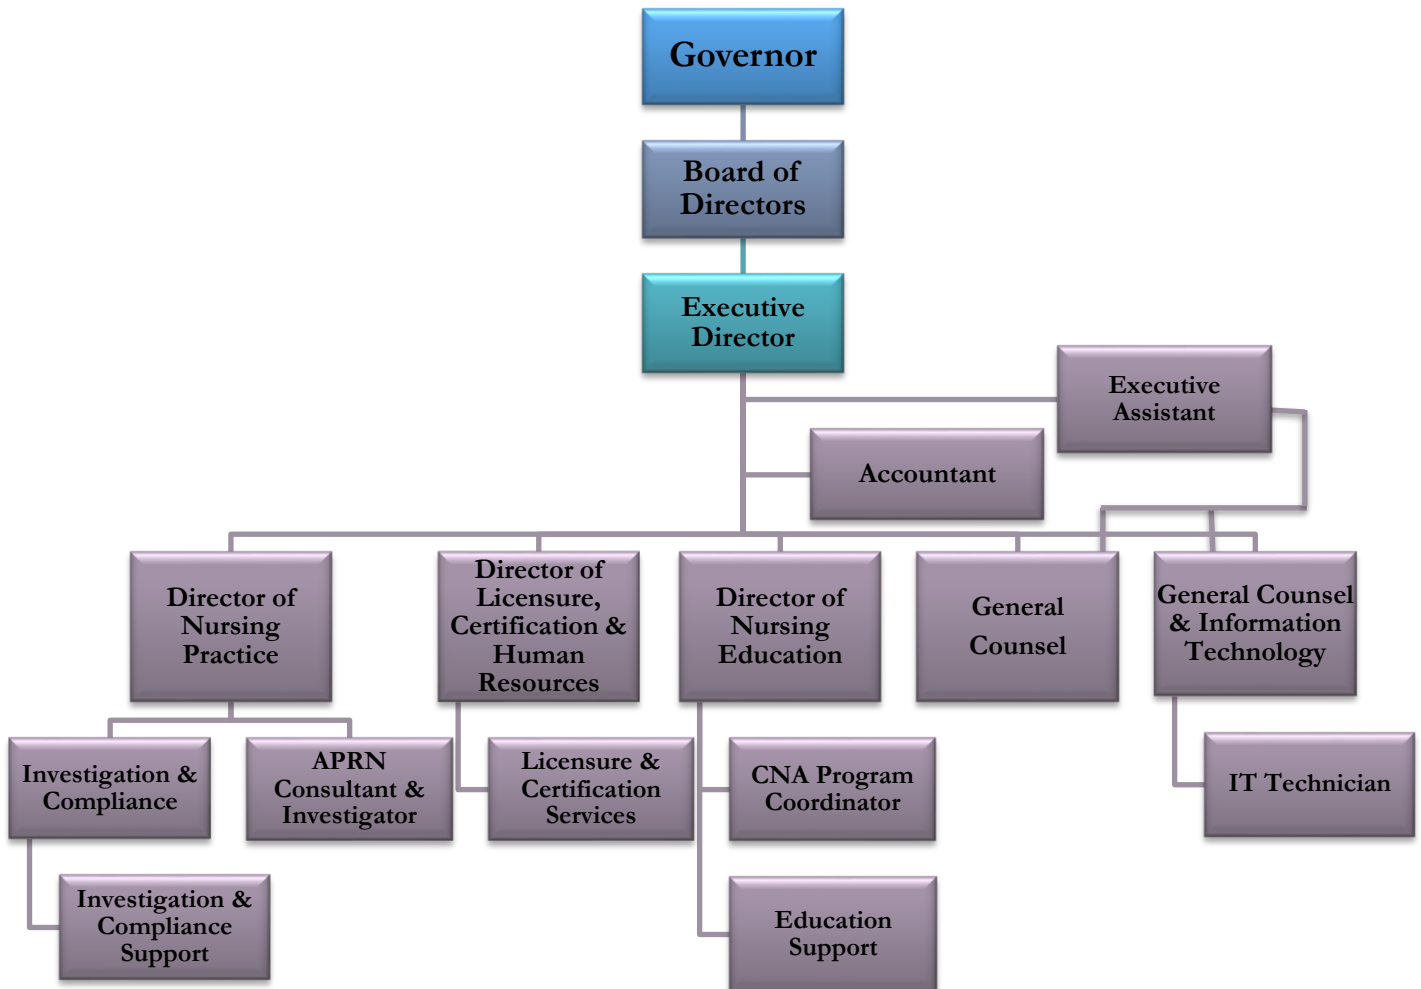 Governor
Board of
Directors
Executive
Director
Executive
Assistant
Accountant
Director of
Nursing
Practice
Director of
Licensure,
Certification &
Human
Resources
Director of
Nursing
Education
General
Counsel
General Counsel
& Information
Technology
Investigation &
Compliance
APRN
Consultant &
Investigator
Licensure &
Certification
Services
CNA Program
Coordinator
IT Technician
Investigation &
Compliance
Support
Education
Support